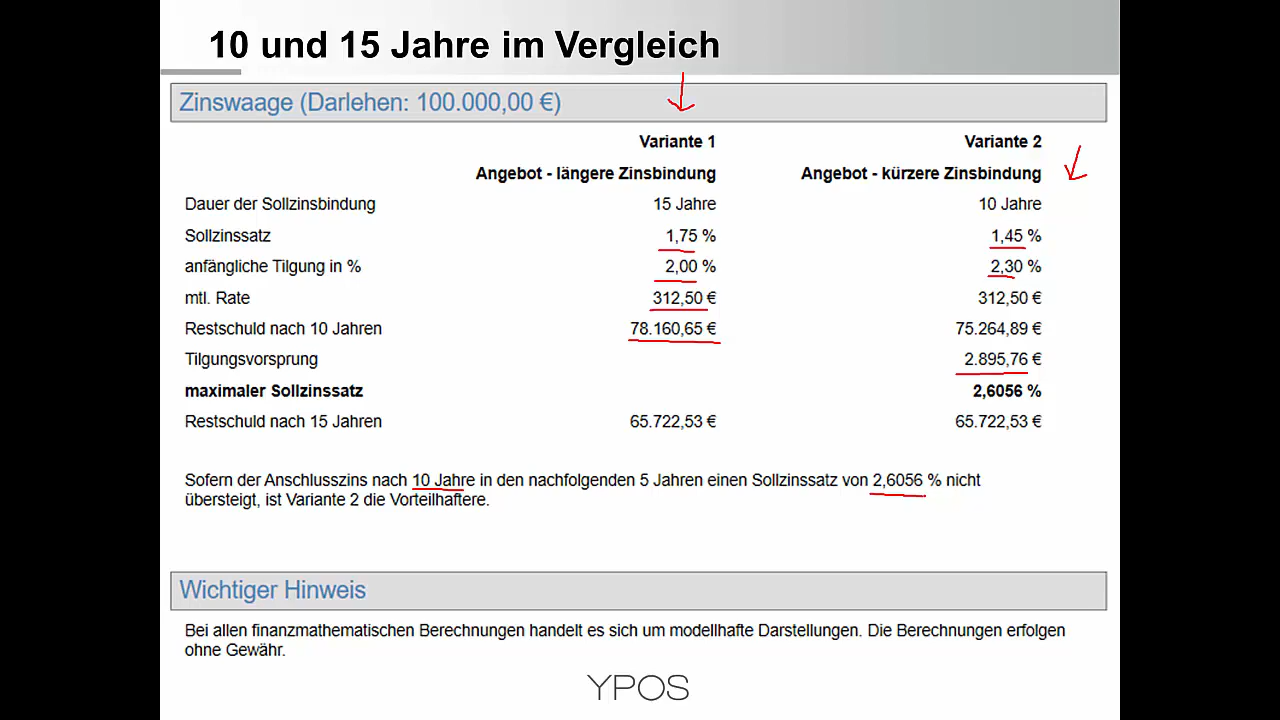 10 und 15 Jahre im Vergleich
Zinswaage (Darlehen: 100.000,00 €)
Variante 1 Variante 2
Angebot - längere Zinsbindung Angebot - kürzere Zinsbindung
Dauer der Sollzinsbindung 15 Jahre 10 Jahre
Sollzinssatz 1,75 % 1,45 %
anfängliche Tilgung in % 2,00 % 2,30 %
mtl. Rate 312,50 € 312,50 €
Restschuld nach 10 Jahren 78.160,65 € 75.264,89 €
Tilgungsvorsprung 2.895,76 €
maximaler Sollzinssatz 2,6056 %
Restschuld nach 15 Jahren 65.722,53 € 65.722,53 €
Sofern der Anschlusszins nach 10 Jahre in den nachfolgenden 5 Jahren einen Sollzinssatz von 2,6056 % nicht
übersteigt, ist Variante 2 die Vorteilhaftere.
Wichtiger Hinweis
Bei allen finanzmathematischen Berechnungen handelt es sich um modellhafte Darstellungen. Die Berechnungen erfolgen
ohne Gewähr.
YPOS